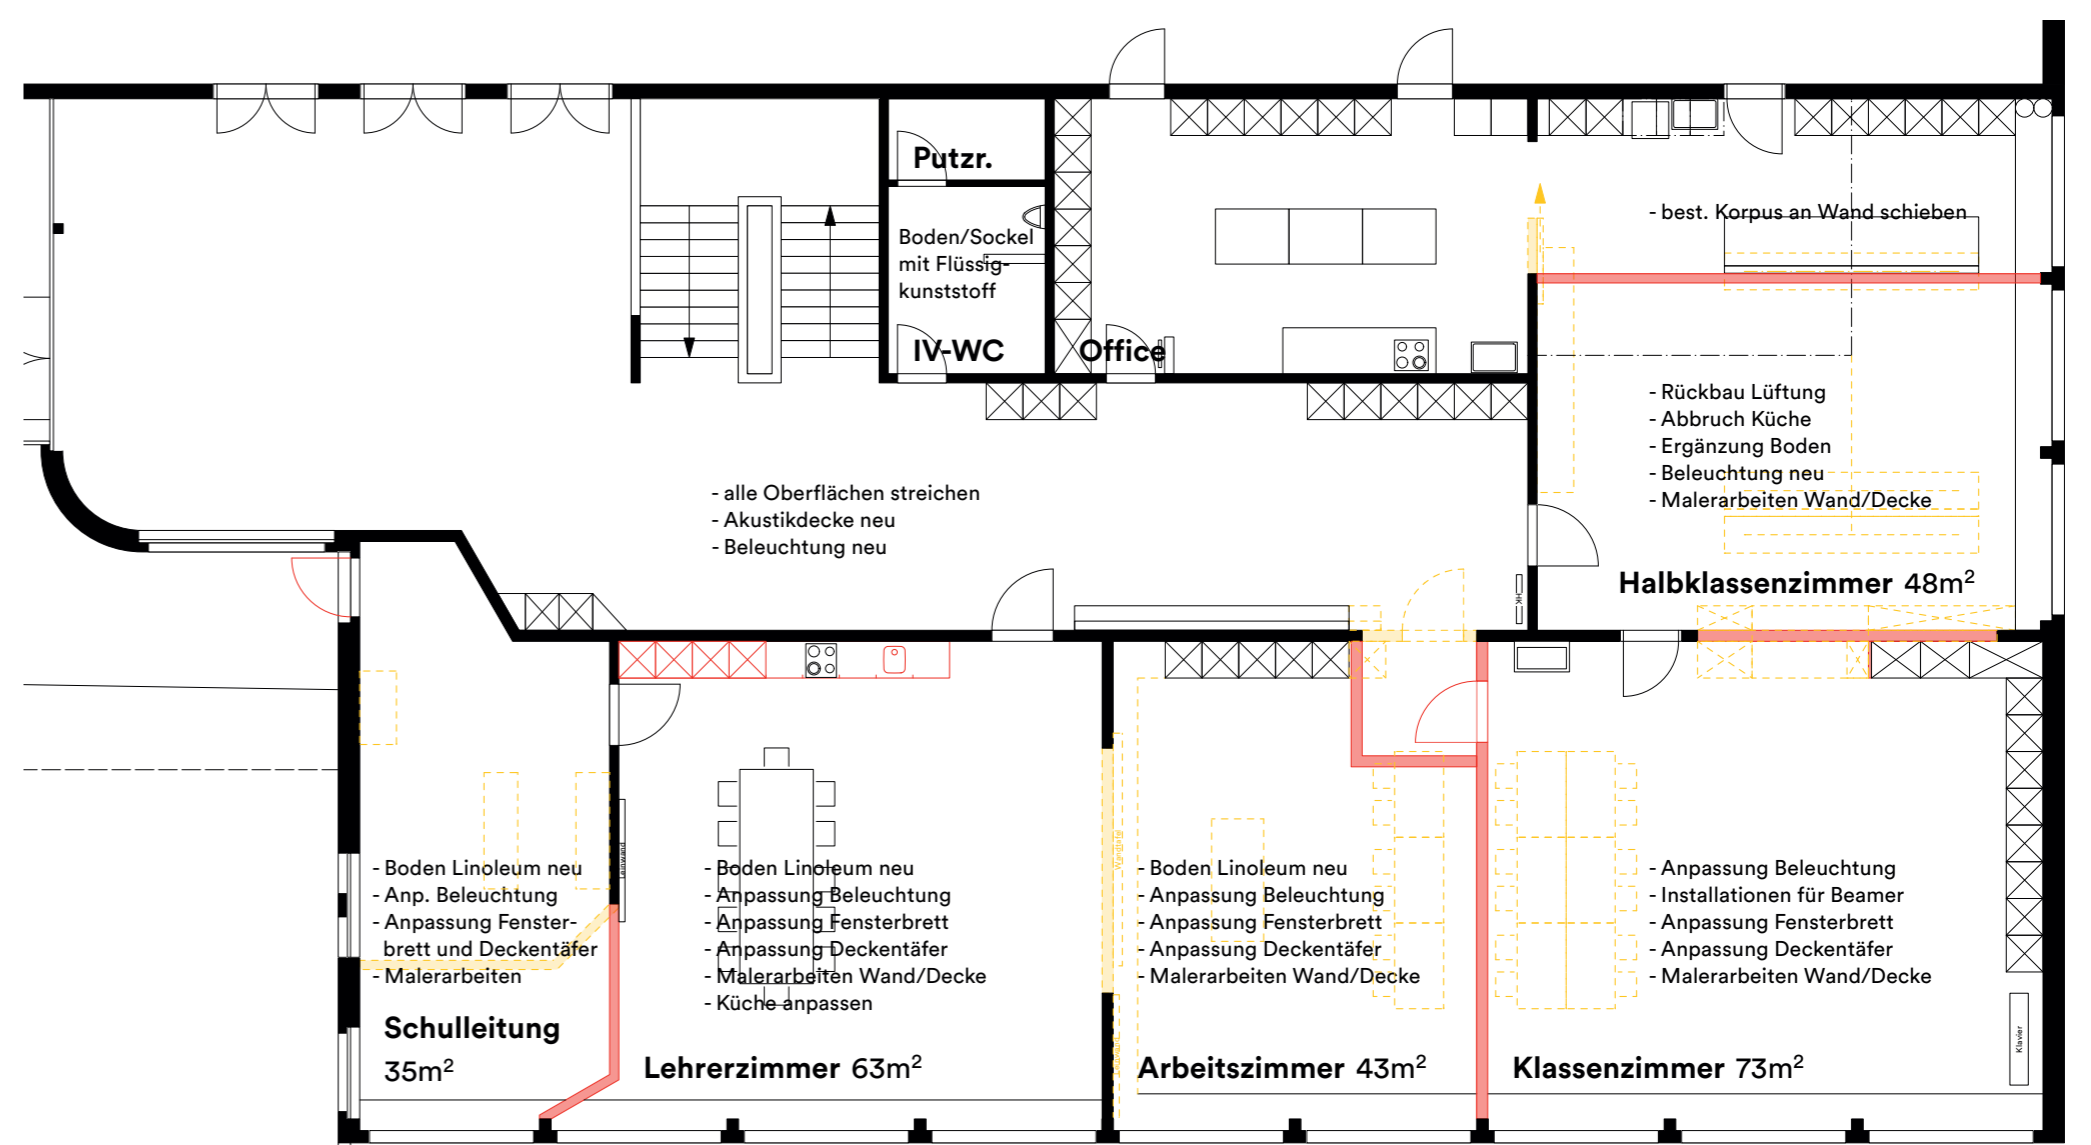 Putzr.
Boden/Sockel
mit Flüssig-
kunststoff
IV-WC
Office
- best. Korpus an Wand schieben
- Rückbau Lüftung
- Abbruch Küche
- Ergänzung Boden
- Beleuchtung neu
- Malerarbeiten Wand/Decke
Halbklassenzimmer 48m²
- alle Oberflächen streichen
- Akustikdecke neu
- Beleuchtung neu
HK
- Boden Linoleum neu
- Anp. Beleuchtung
- Anpassung Fenster-
brett und Deckentäfer
- Malerarbeiten
Schulleitung
35m²
Leinwand
- Boden Linoleum neu
- Anpassung Beleuchtung
- Anpassung Fensterbrett
- Anpassung Deckentäfer
- Malerarbeiten Wand/Decke
- Küche anpassen
Lehrerzimmer 63m²
Wandtafel
- Boden Linoleum neu
- Anpassung Beleuchtung
- Anpassung Fensterbrett
- Anpassung Deckentäfer
- Malerarbeiten Wand/Decke
Arbeitszimmer 43m²
- Anpassung Beleuchtung
- Installationen für Beamer
- Anpassung Fensterbrett
- Anpassung Deckentäfer
- Malerarbeiten Wand/Decke
Klassenzimmer 73m²
Klavier